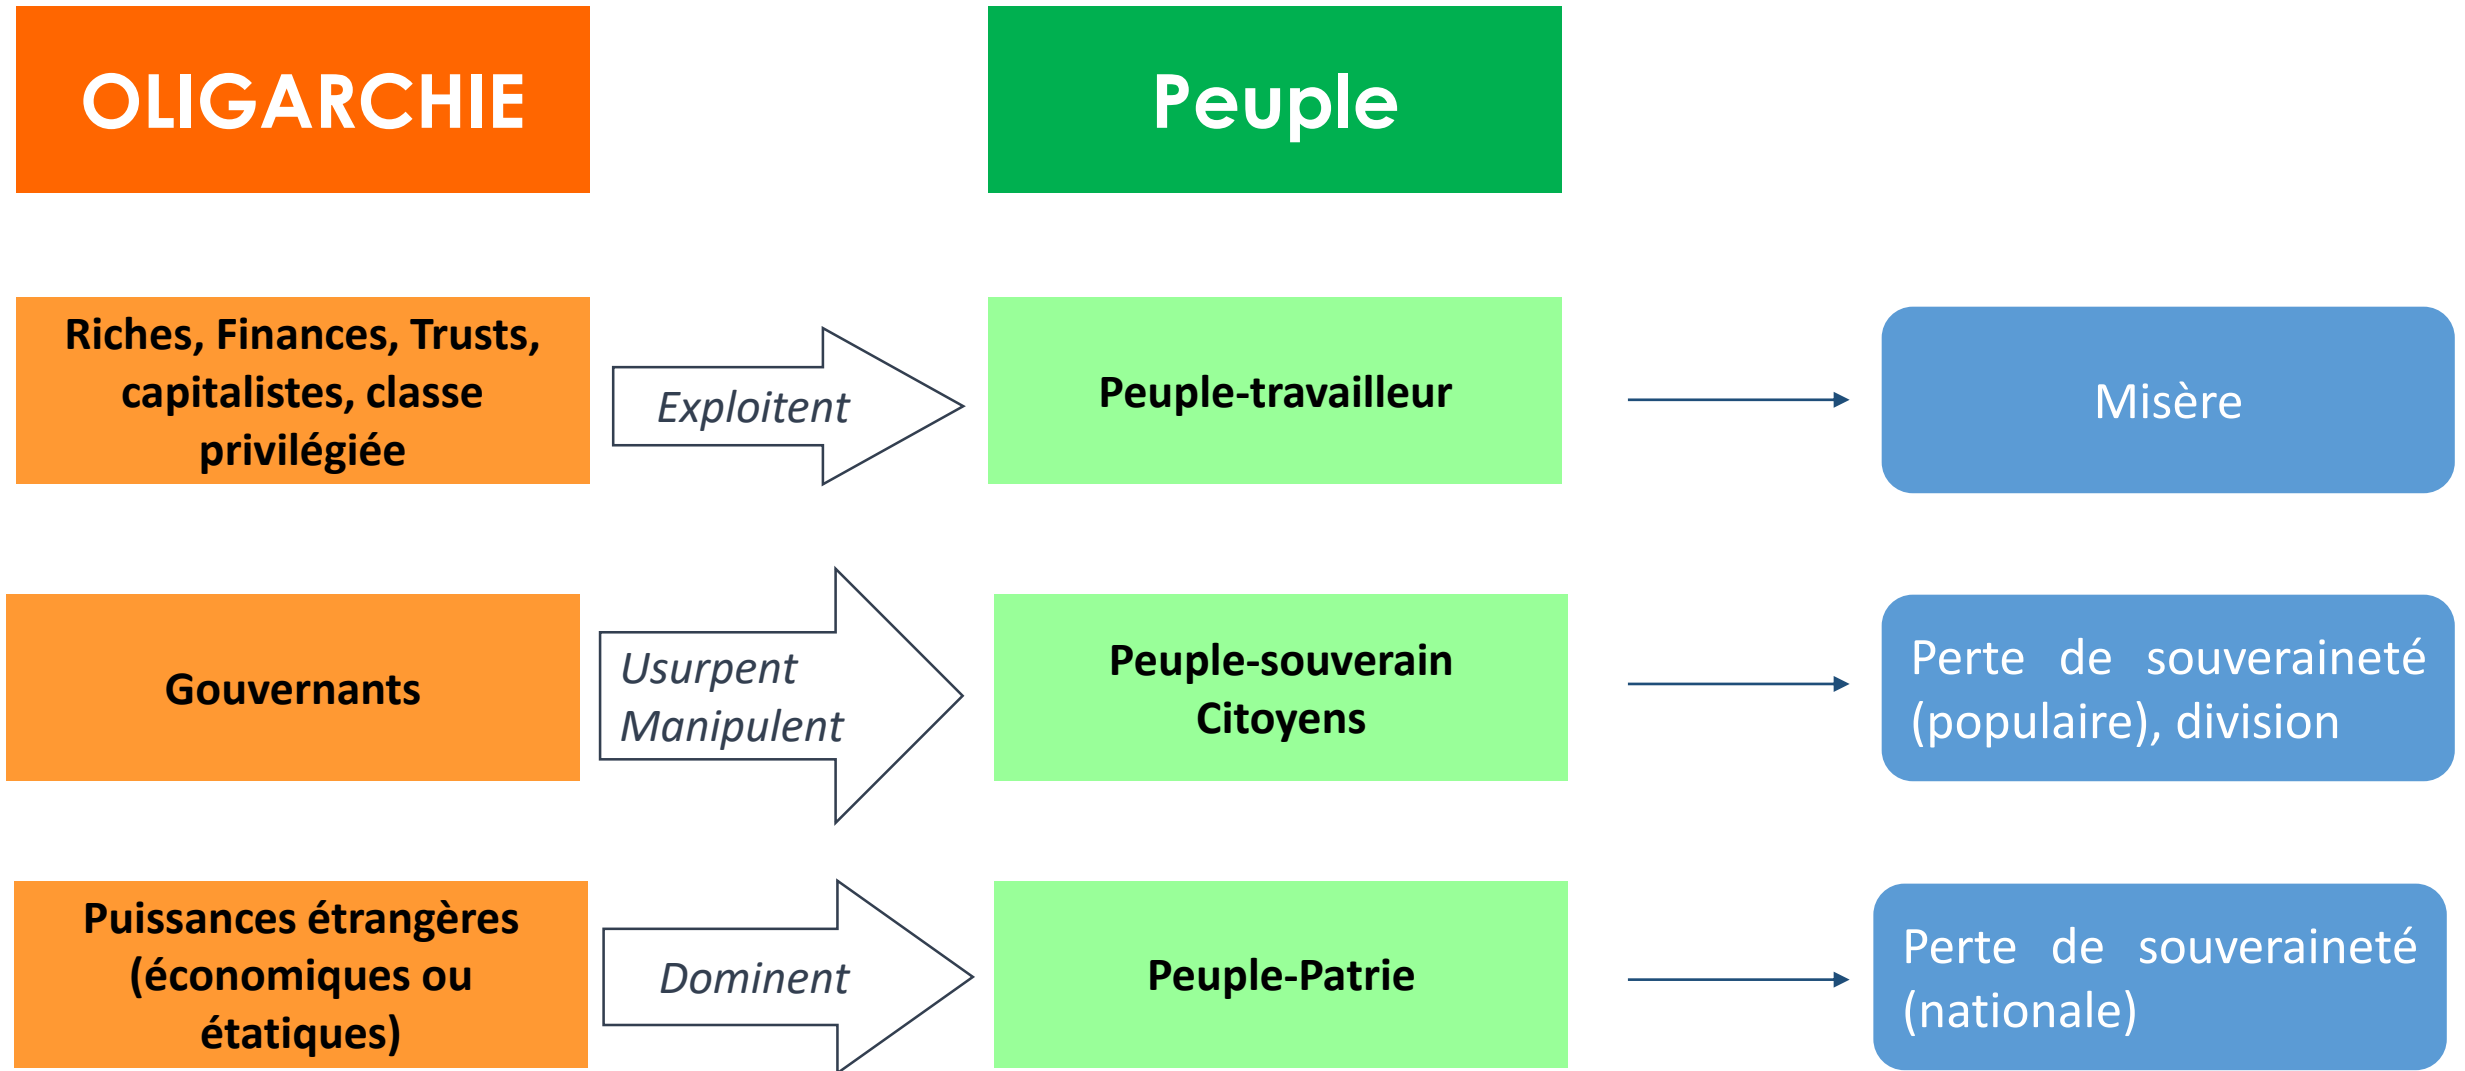 OLIGARCHIE
Peuple
Riches, Finances, Trusts,
capitalistes, classe
privilégiée
Exploitent
Peuple-travailleur
Misère
Gouvernants
Usurpent
Manipulent
Peuple-souverain
Citoyens
Perte de souveraineté
(populaire), division
Puissances étrangères
(économiques ou
étatiques)
Dominent
Peuple-Patrie
Perte de souveraineté
(nationale)